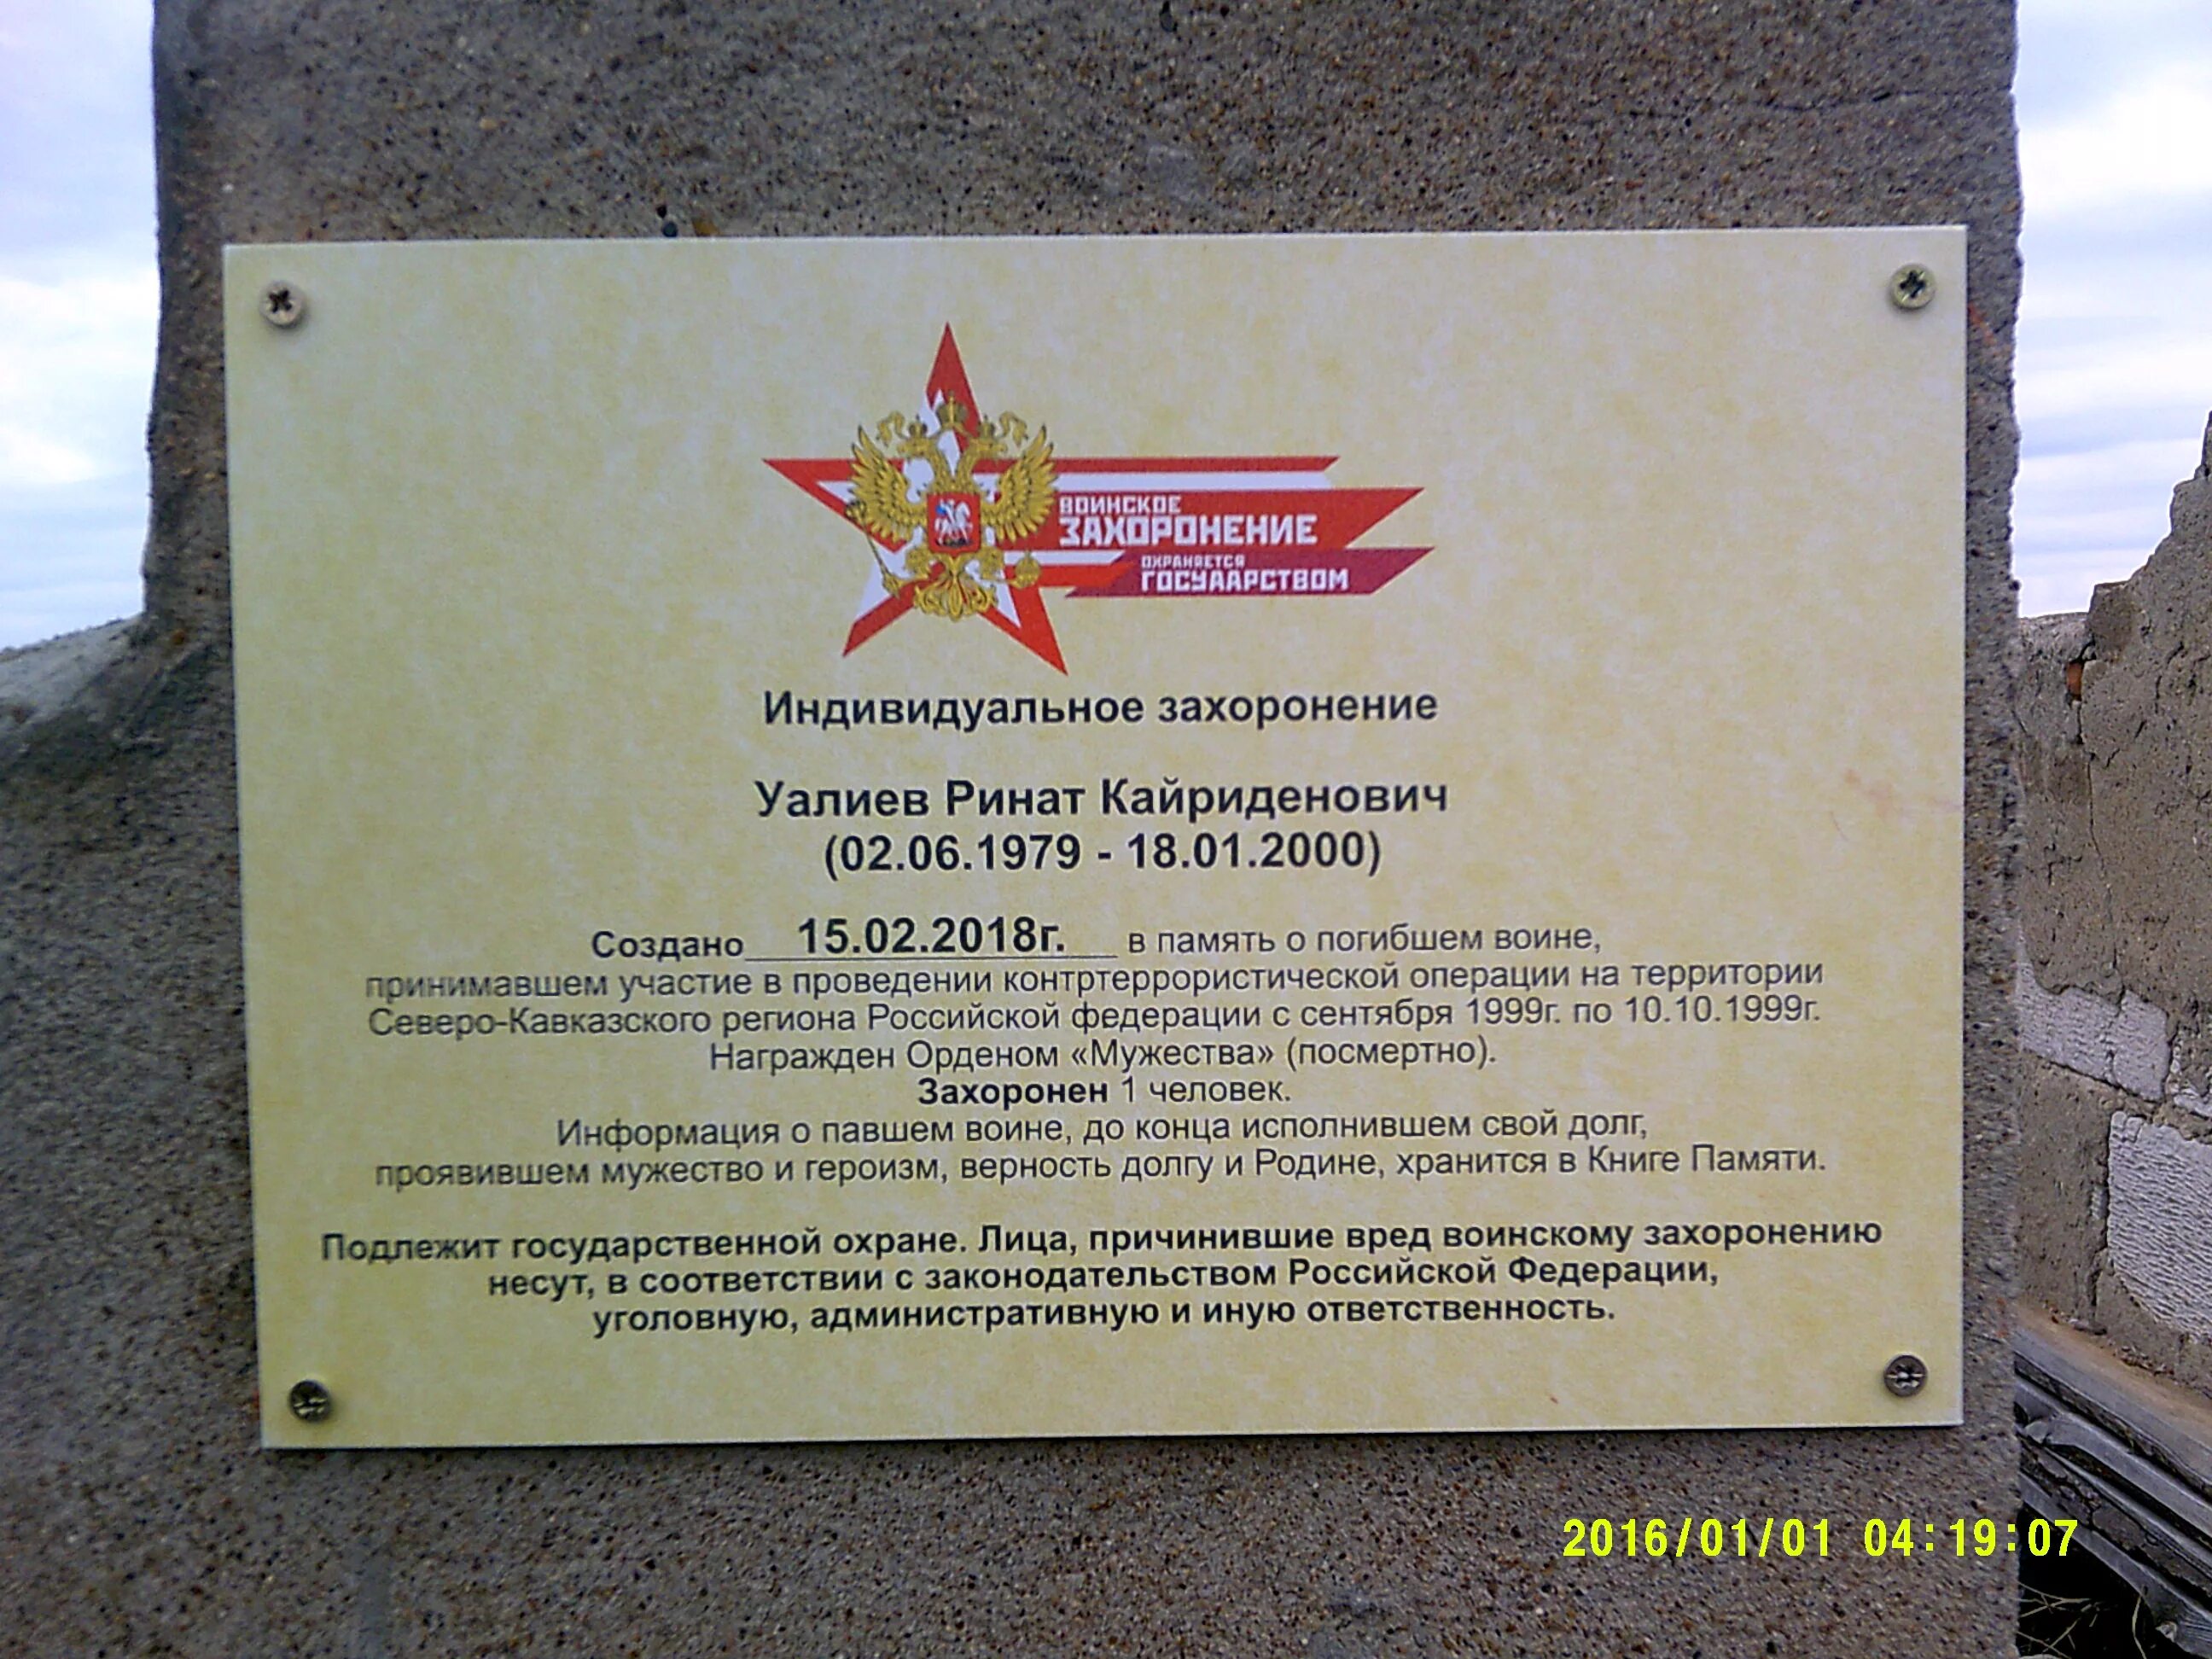 ВОИНСКОЕ
ЗАХОРОНЕНИЕ
ОХРАНЯЕТСЯ
ГОСУДАРСТВОМ
Индивидуальное захоронение
Уалиев Ринат Кайриденович
(02.06.1979 - 18.01.2000)
Создано 15.02.2018г. в память о погибшем воине,
принимавшем участие в проведении контртеррористической операции на территории
Северо-Кавказского региона Российской федерации с сентября 1999г. по 10.10.1999г.
Награжден Орденом «Мужества» (посмертно).
Захоронен 1 человек.
Информация о павшем воине, до конца исполнившем свой долг,
проявившем мужество и героизм, верность долгу и Родине, хранится в Книге Памяти.
Подлежит государственной охране. Лица, причинившие вред воинскому захоронению
несут, в соответствии с законодательством Российской Федерации,
уголовную, административную и иную ответственность.
2016/01/01 04:19:07